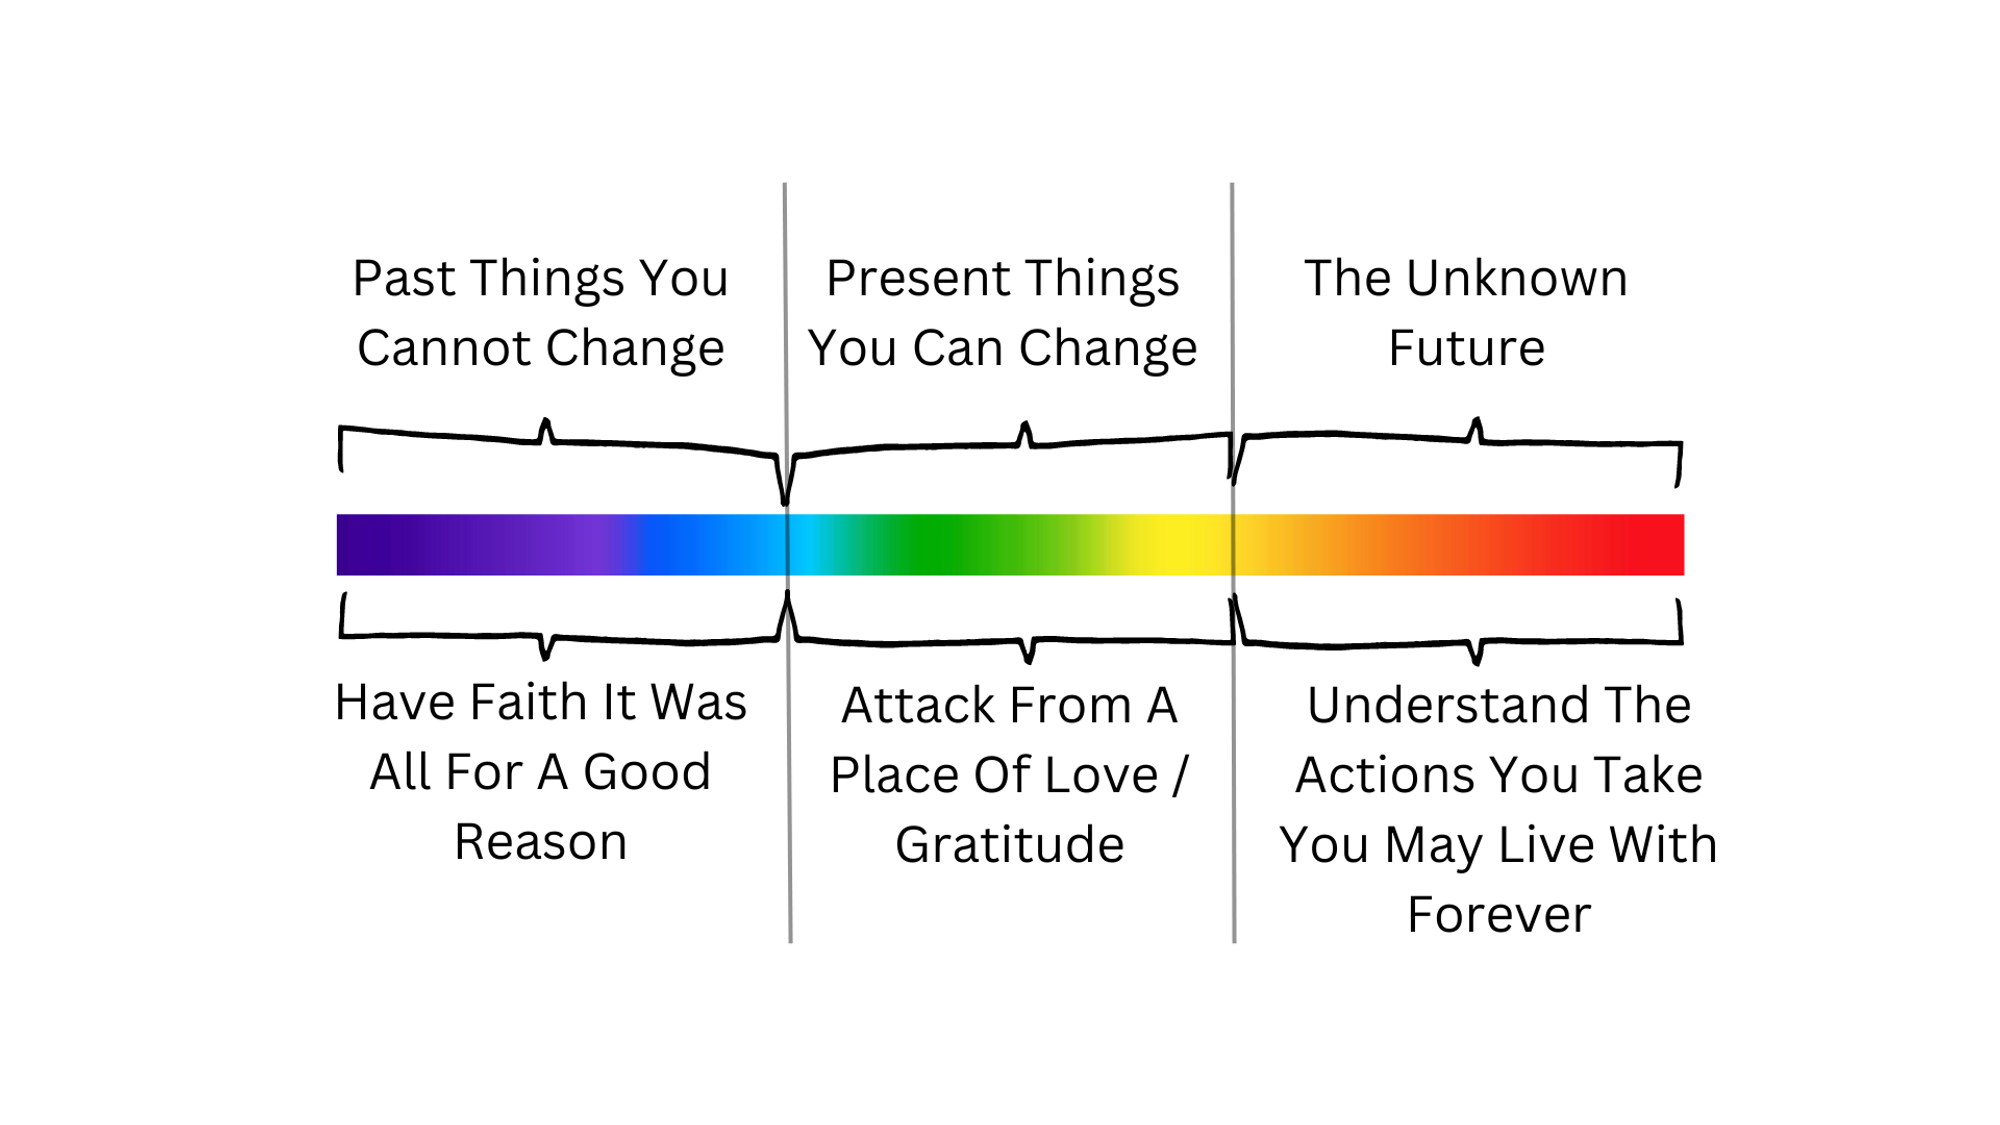 Past Things You
Cannot Change
Present Things
You Can Change
The Unknown
Future
Have Faith It Was
All For A Good
Reason
Attack From A
Place Of Love /
Gratitude
Understand The
Actions You Take
You May Live With
Forever